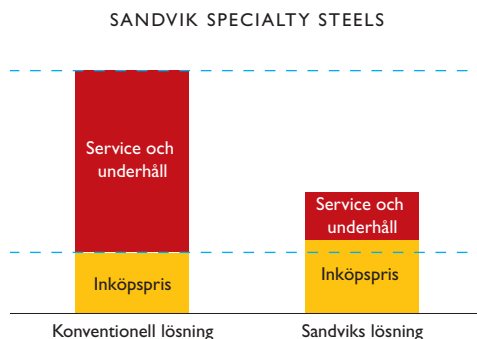 SANDVIK SPECIALTY STEELS
Service och
underhåll
Inköpspris
Service och
underhåll
Inköpspris
Konventionell lösning
Sandviks lösning